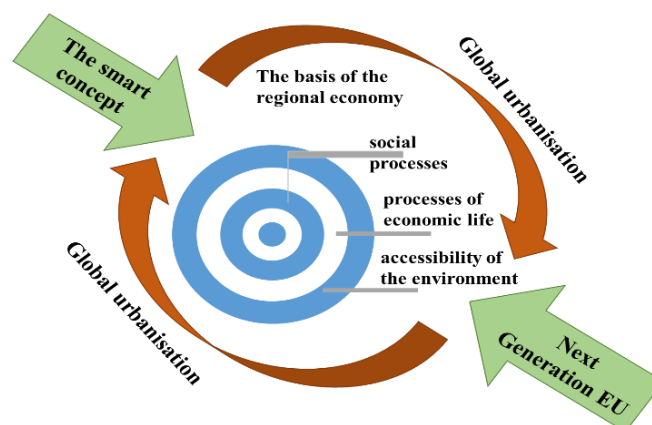 The smart
concept
The basis of the
regional economy
Global urbanisation
social
processes
processes of
economic life
accessibility of
the environment
Global urbanisation
Next
Generation EU